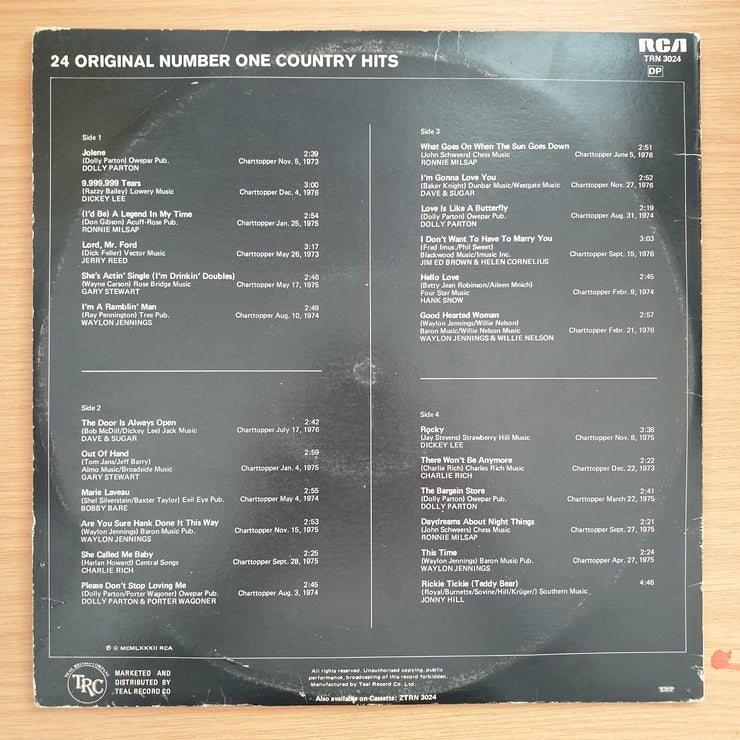 24 ORIGINAL NUMBER ONE COUNTRY HITS
RCA
TRN 3024
DP
Side 1
Jolene 2:39
(Dolly Parton) Owepar Pub. Charttopper Nov. 5, 1973
DOLLY PARTON
9,999,999 Tears 3:00
(Razzy Bailey) Lowery Music Charttopper Dec. 4, 1976
DICKEY LEE
(I'd Be) A Legend In My Time 2:54
(Don Gibson) Acuff-Rose Pub. Charttopper Jan. 25, 1975
RONNIE MILSAP
Lord, Mr. Ford 3:17
(Dick Feller) Vector Music Charttopper May 26, 1973
JERRY REED
She's Actin' Single (I'm Drinkin' Doubles) 2:46
(Wayne Carson) Rose Bridge Music Charttopper May 17, 1975
GARY STEWART
I'm A Ramblin' Man 2:49
(Ray Pennington) Tree Pub. Charttopper Aug. 10, 1974
WAYLON JENNINGS
Side 2
The Door Is Always Open 2:42
(Bob McDill/Dickey Lee) Jack Music Charttopper July 17, 1976
DAVE & SUGAR
Out Of Hand 2:59
(Tom Jans/Jeff Barry)
Almo Music/Broadside Music Charttopper Jan. 4, 1975
GARY STEWART
Marie Laveau 2:55
(Shel Silverstein/Baxter Taylor) Evil Eye Pub. Charttopper May 4, 1974
BOBBY BARE
Are You Sure Hank Done It This Way 2:53
(Waylon Jennings) Baron Music Pub. Charttopper Nov. 15, 1975
WAYLON JENNINGS
She Called Me Baby 2:25
(Harlan Howard) Central Songs Charttopper Sept. 28, 1975
CHARLIE RICH
Please Don't Stop Loving Me 2:45
(Dolly Parton/Porter Wagoner) Owepar Pub. Charttopper Aug. 3, 1974
DOLLY PARTON & PORTER WAGONER
Side 3
What Goes On When The Sun Goes Down 2:51
(John Schweers) Chess Music Charttopper June 5, 1976
RONNIE MILSAP
I'm Gonna Love You 2:52
(Baker Knight) Dunbar Music/Westgate Music Charttopper Nov. 27, 1976
DAVE & SUGAR
Love Is Like A Butterfly 2:19
(Dolly Parton) Owepar Pub. Charttopper Aug. 31, 1974
DOLLY PARTON
I Don't Want To Have To Marry You 3:03
(Fred Imus./Phil Sweet)
Blackwood Music/Imusic Inc. Charttopper Sept. 15, 1976
JIM ED BROWN & HELEN CORNELIUS
Hello Love 2:45
(Betty Jean Robinson/Aileen Mnich)
Four Star Music Charttopper Febr. 9, 1974
HANK SNOW
Good Hearted Woman 2:57
(Waylon Jennings/Willie Nelson)
Baron Music/Willie Nelson Music Charttopper Febr. 21, 1976
WAYLON JENNINGS & WILLIE NELSON
Side 4
Rocky 3:38
(Jay Stevens) Strawberry Hill Music Charttopper Nov. 8, 1975
DICKEY LEE
There Won't Be Anymore 2:22
(Charlie Rich) Charles Rich Music Charttopper Dec. 22, 1973
CHARLIE RICH
The Bargain Store 2:41
(Dolly Parton) Owepar Pub. Charttopper March 22, 1975
DOLLY PARTON
Daydreams About Night Things 2:21
(John Schweers) Chess Music Charttopper Sept. 27, 1975
RONNIE MILSAP
This Time 2:24
(Waylon Jennings) Baron Music Pub. Charttopper Apr. 27, 1975
WAYLON JENNINGS
Rickie Tickie (Teddy Bear) 4:46
(Royal/Burnette/Sovine/Hill/Krüger/) Southern Music
JONNY HILL
℗ © MCMLXXXII RCA
TEAL RECORD COMPANY
TRC
MARKETED AND
DISTRIBUTED BY
TEAL RECORD CO
All rights reserved. Unauthorised copying, public
performance, broadcasting of this record forbidden.
Manufactured by Teal Record Co. Ltd.
Also available on Cassette: ZTRN 3024